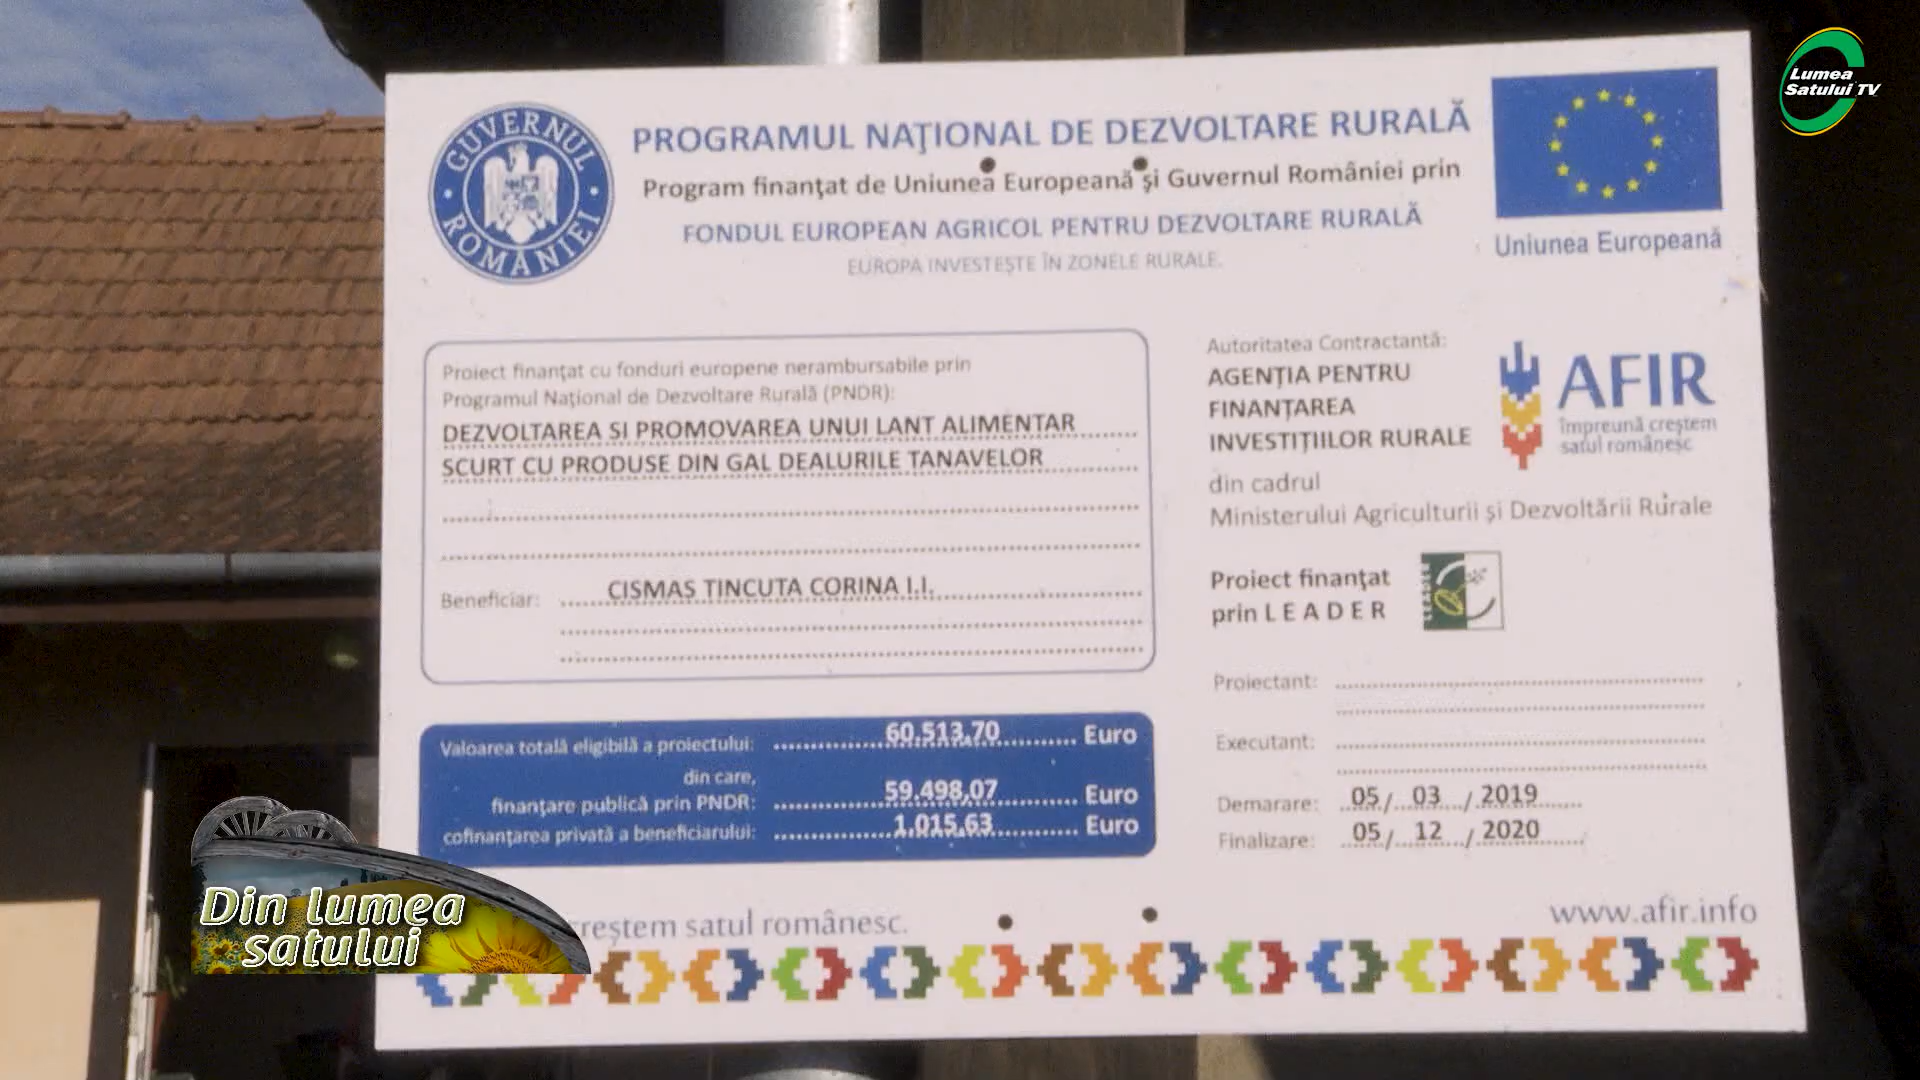 Lumea
Satului TV
GUVERNUL
ROMÂNIEI
PROGRAMUL NAŢIONAL DE DEZVOLTARE RURALĂ
Program finanţat de Uniunea Europeană şi Guvernul României prin
FONDUL EUROPEAN AGRICOL PENTRU DEZVOLTARE RURALĂ
EUROPA INVESTEŞTE ÎN ZONELE RURALE.
Uniunea Europeană
Proiect finanţat cu fonduri europene nerambursabile prin
Programul Naţional de Dezvoltare Rurală (PNDR):
DEZVOLTAREA SI PROMOVAREA UNUI LANT ALIMENTAR
SCURT CU PRODUSE DIN GAL DEALURILE TANAVELOR
Beneficiar: CISMAS TINCUTA CORINA I.I.
Valoarea totală eligibilă a proiectului: 60.513,70 Euro
din care,
finanţare publică prin PNDR: 59.498,07 Euro
cofinanţarea privată a beneficiarului: 1.015,63 Euro
Autoritatea Contractantă:
AGENŢIA PENTRU
FINANŢAREA
INVESTIŢIILOR RURALE
din cadrul
Ministerului Agriculturii şi Dezvoltării Rurale
AFIR
împreună creştem
satul românesc
Proiect finanţat
prin L E A D E R
Proiectant:
Executant:
Demarare: 05/ 03 / 2019
Finalizare: 05/ 12 / 2020
creştem satul românesc.
www.afir.info
Din lumea
satului